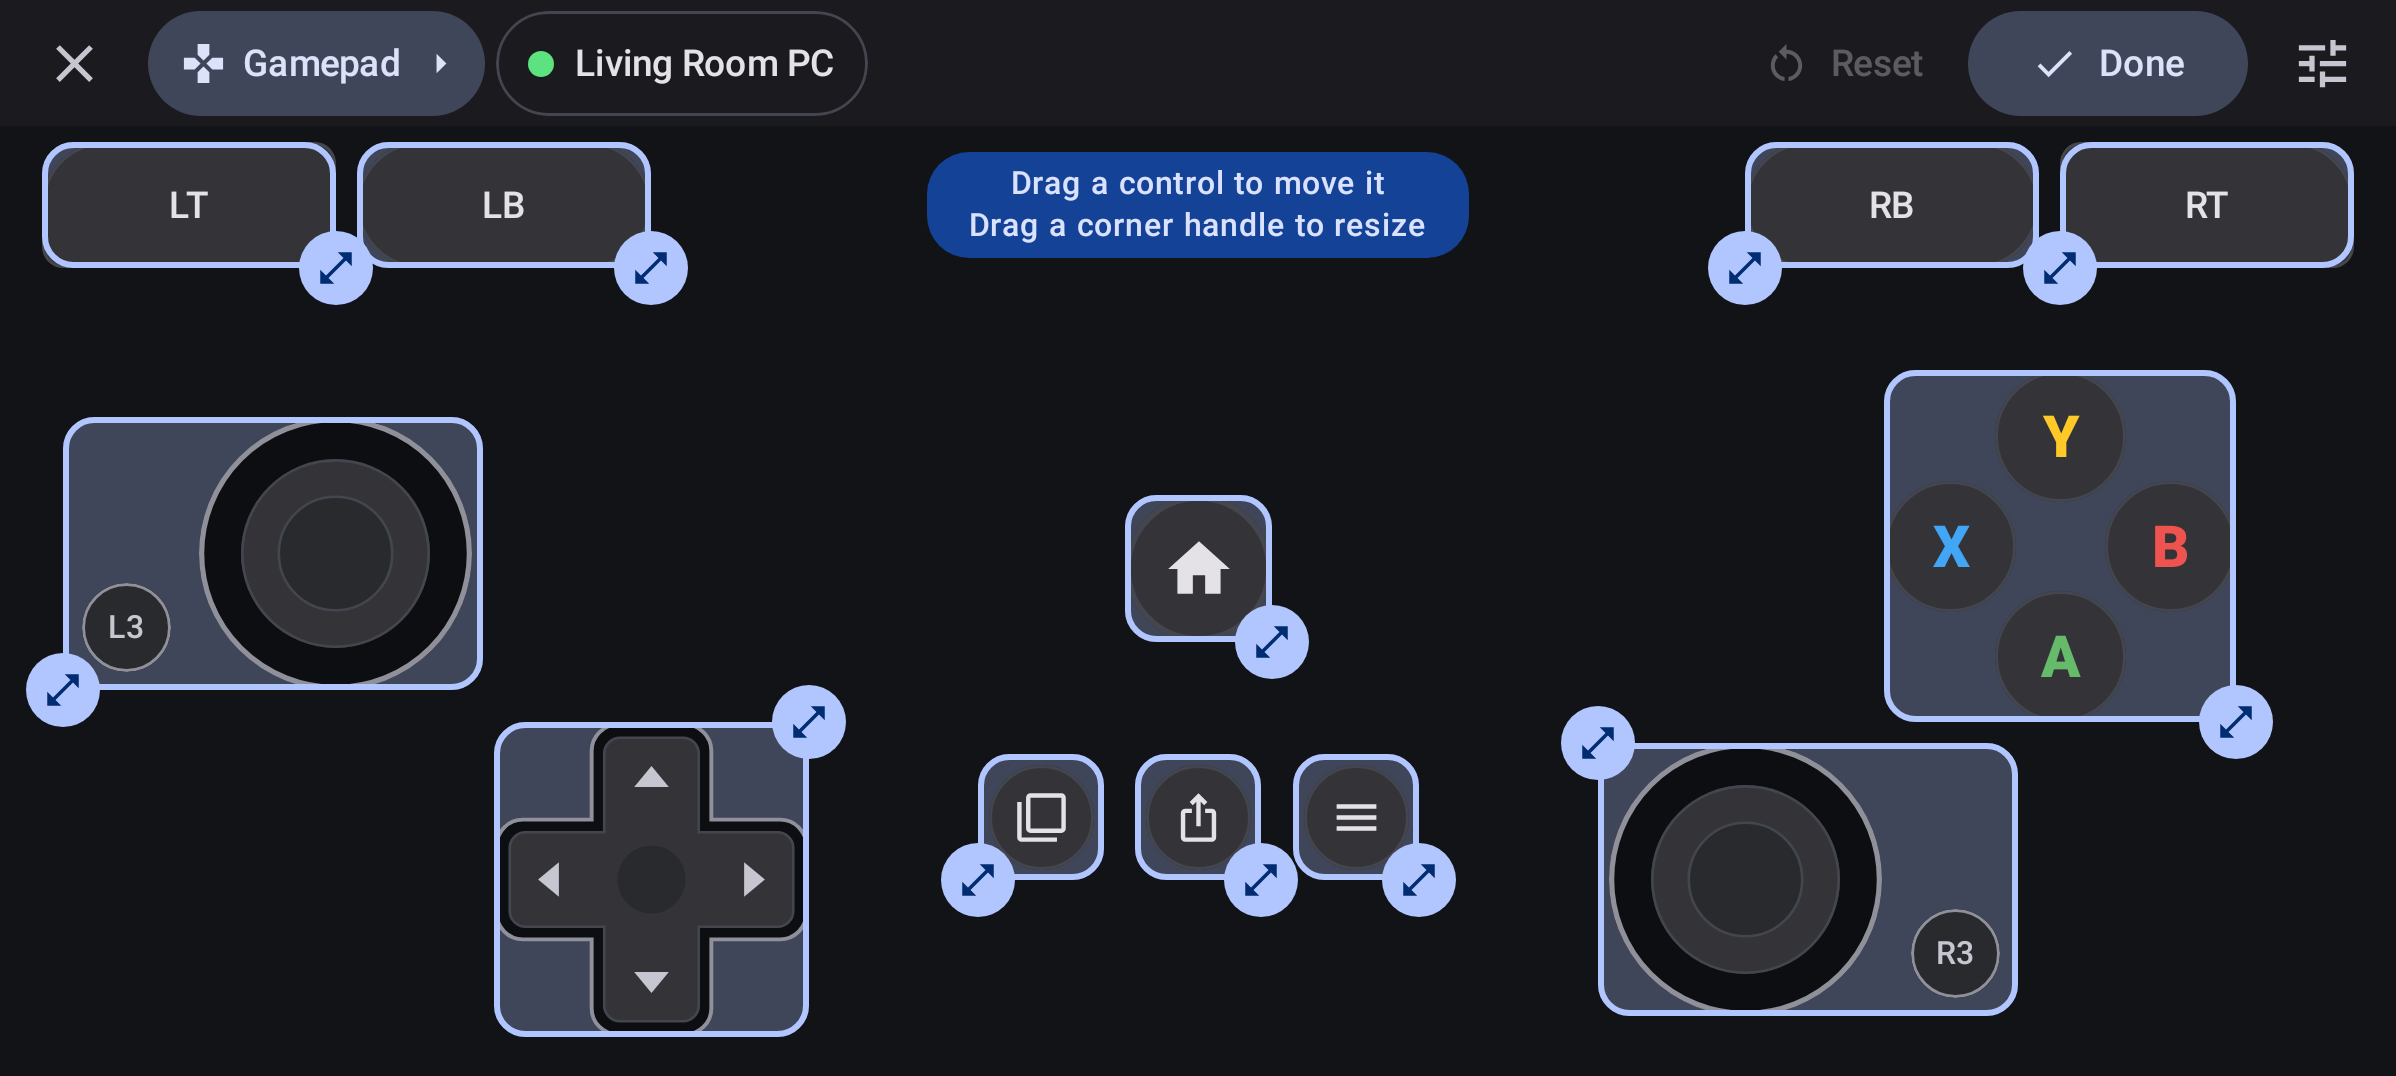 Gamepad
Living Room PC
Reset
Done
LT
LB
Drag a control to move it
Drag a corner handle to resize
RB
RT
Y
X
B
A
L3
R3